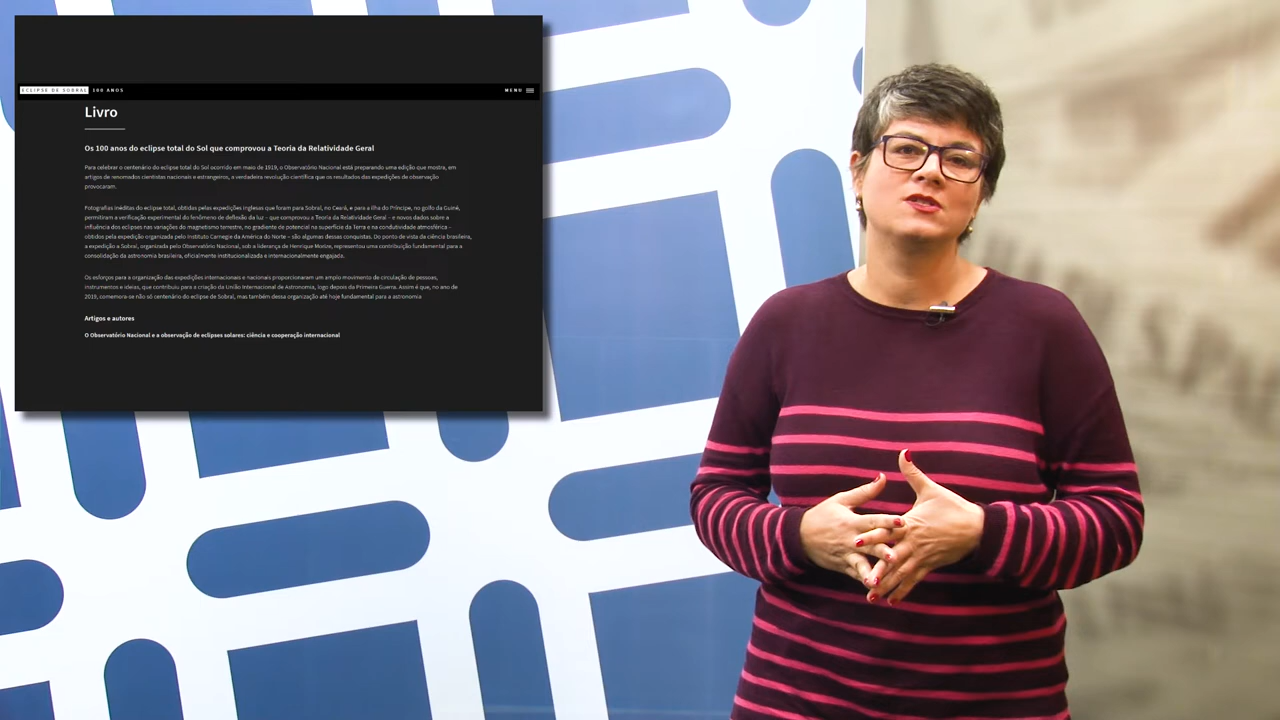 ECLIPSE DE SOBRAL 100 ANOS
MENU
Livro
Os 100 anos do eclipse total do Sol que comprovou a Teoria da Relatividade Geral
Para celebrar o centenário do eclipse total do Sol ocorrido em maio de 1919, o Observatório Nacional está preparando uma edição que mostra, em
artigos de renomados cientistas nacionais e estrangeiros, a verdadeira revolução científica que os resultados das expedições de observação
provocaram.
Fotografias inéditas do eclipse total, obtidas pelas expedições inglesas que foram para Sobral, no Ceará, e para a ilha do Príncipe, no golfo da Guiné,
permitiram a verificação experimental do fenômeno de deflexão da luz – que comprovou a Teoria da Relatividade Geral – e novos dados sobre a
influência dos eclipses nas variações do magnetismo terrestre, no gradiente de potencial na superfície da Terra e na condutividade atmosférica –
obtidos pela expedição organizada pelo Instituto Carnegie da América do Norte – são algumas dessas conquistas. Do ponto de vista da ciência brasileira,
a expedição a Sobral, organizada pelo Observatório Nacional, sob a liderança de Henrique Morize, representou uma contribuição fundamental para a
consolidação da astronomia brasileira, oficialmente institucionalizada e internacionalmente engajada.
Os esforços para a organização das expedições internacionais e nacionais proporcionaram um amplo movimento de circulação de pessoas,
instrumentos e ideias, que contribuiu para a criação da União Internacional de Astronomia, logo depois da Primeira Guerra. Assim é que, no ano de
2019, comemora-se não só centenário do eclipse de Sobral, mas também dessa organização até hoje fundamental para a astronomia
Artigos e autores
O Observatório Nacional e a observação de eclipses solares: ciência e cooperação internacional